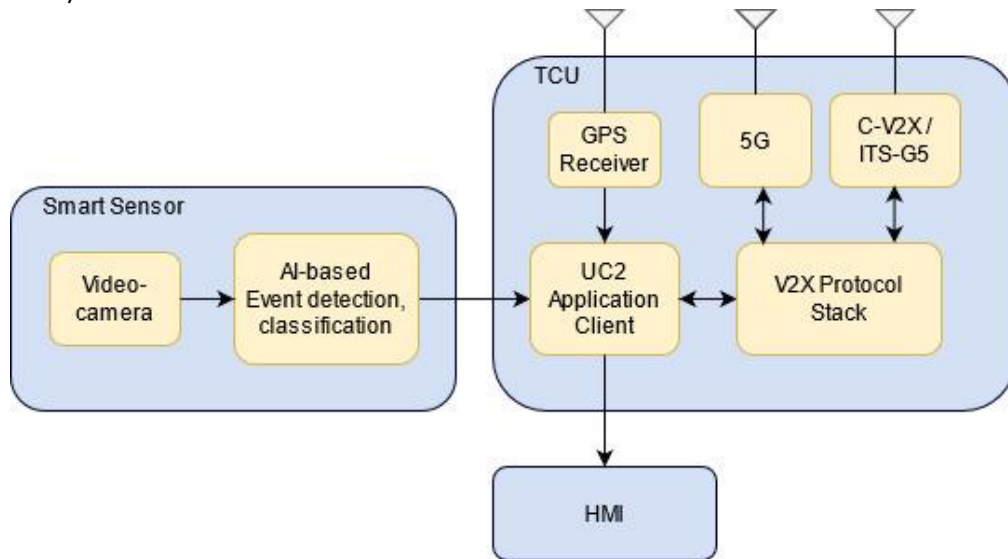 TCU
GPS
Receiver
5G
C-V2X /
ITS-G5
Smart Sensor
Video-
camera
AI-based
Event detection,
classification
UC2
Application
Client
V2X Protocol
Stack
HMI